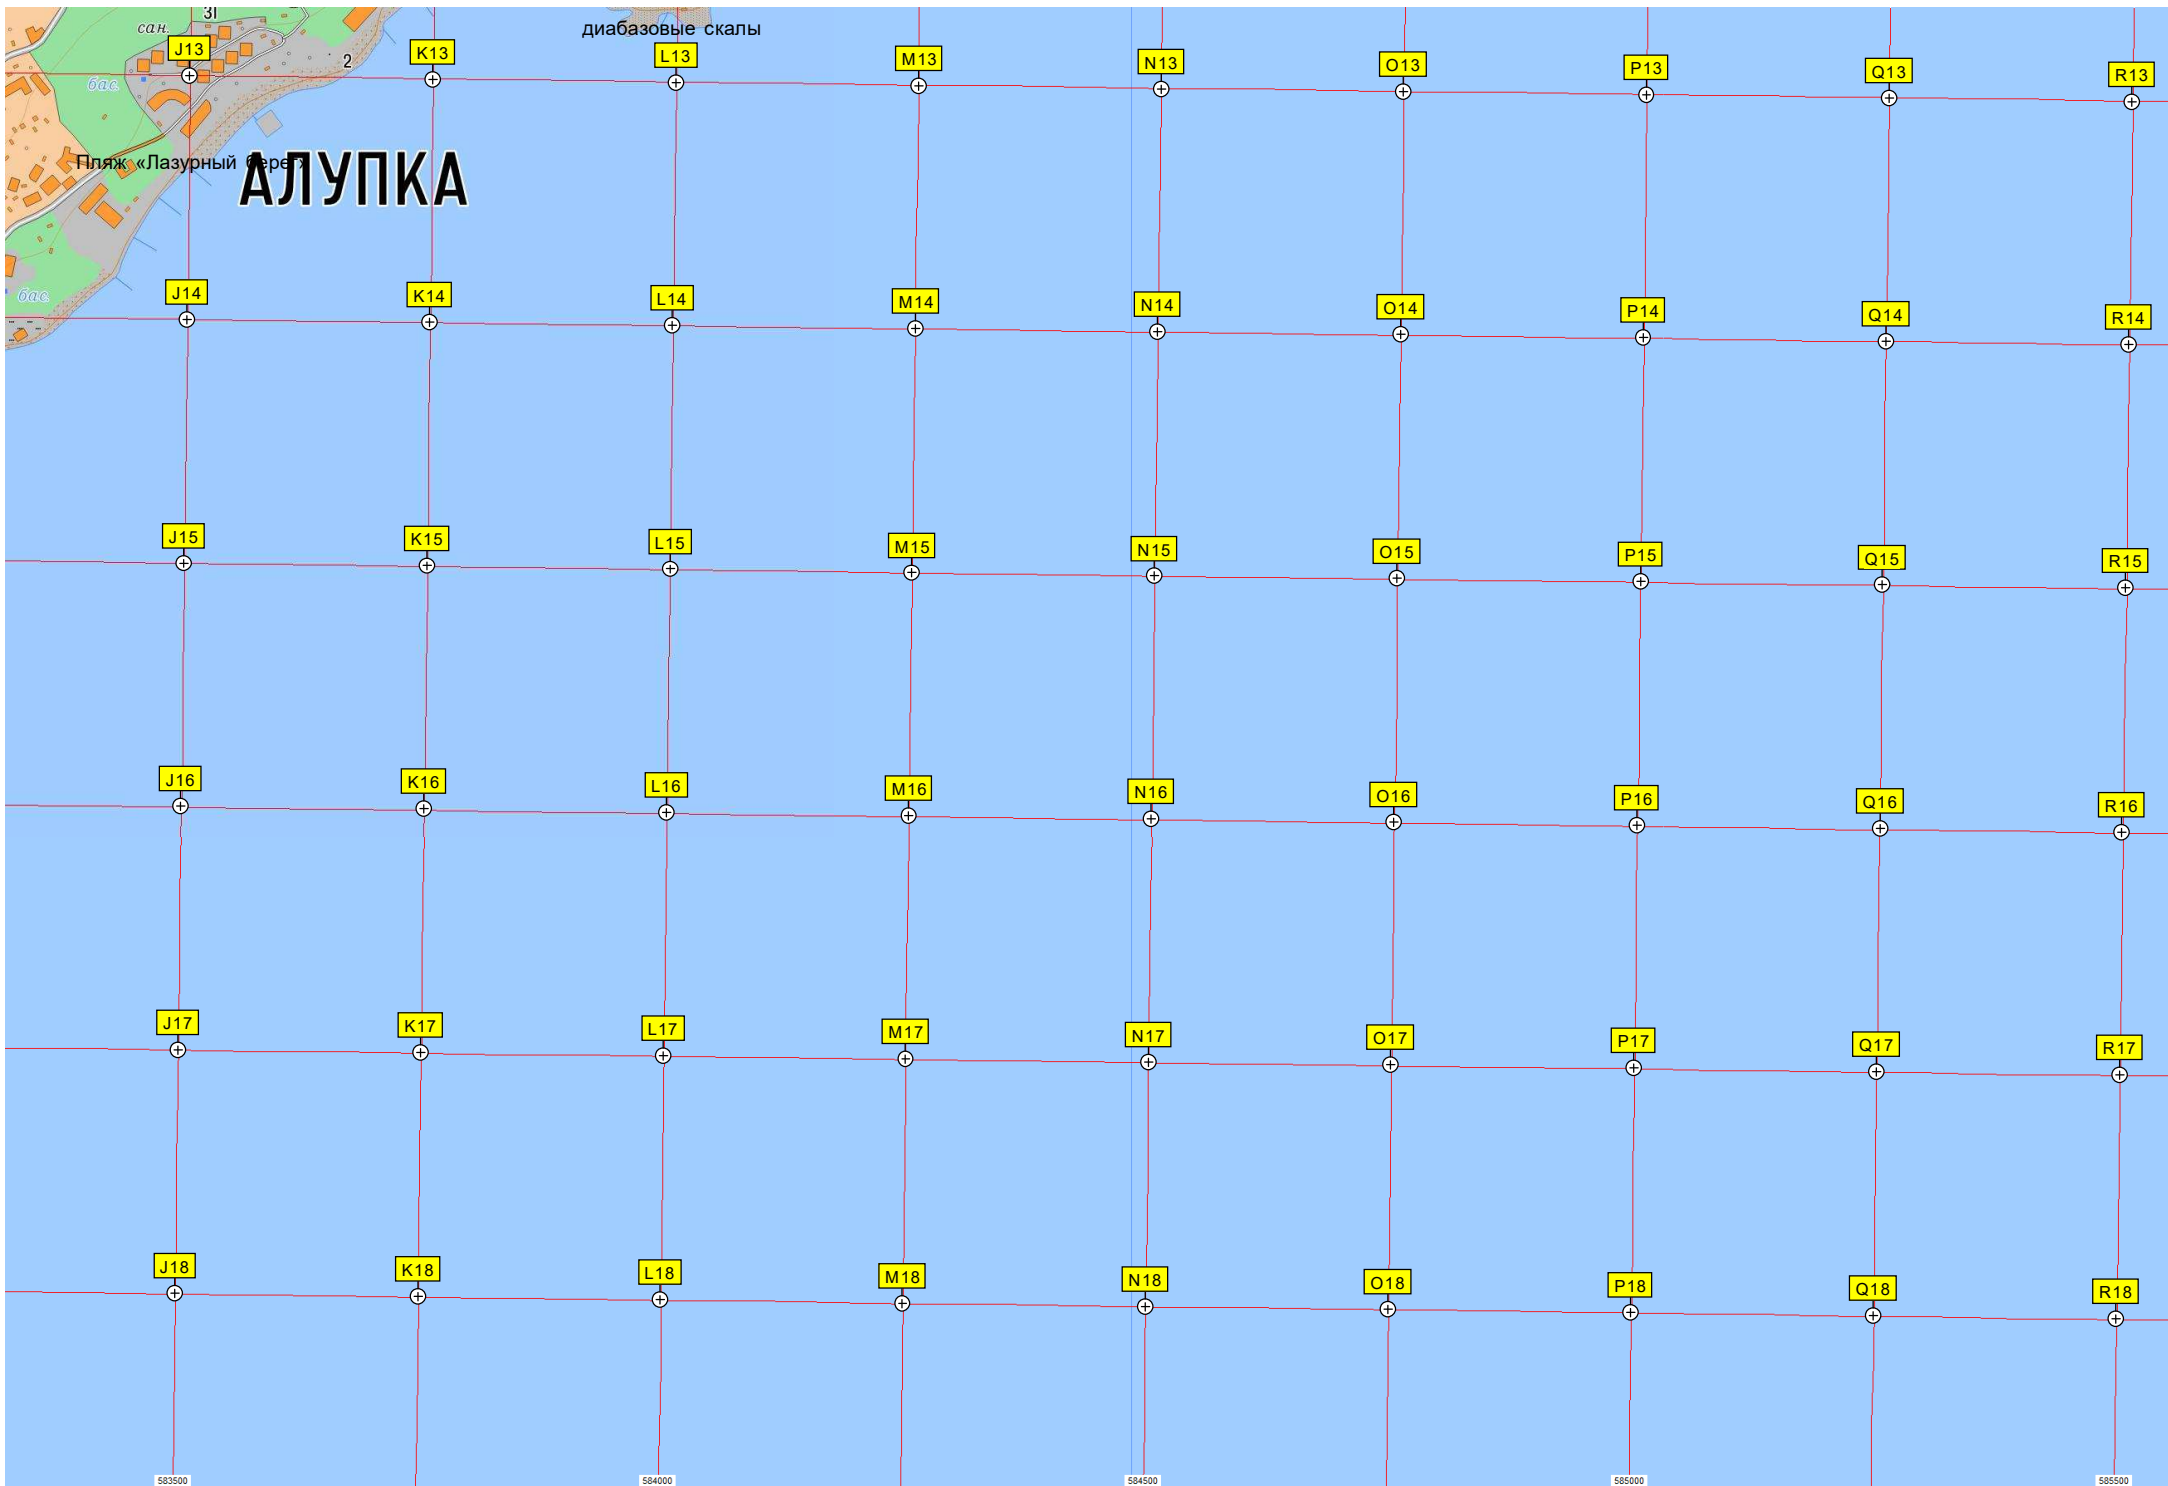 31
диабазовые скалы
сан.
J13 K13 L13 M13 N13 O13 P13 Q13 R13
2
бас.
Пляж «Лазурный берег»
АЛУПКА
J14 K14 L14 M14 N14 O14 P14 Q14 R14
бас.
J15 K15 L15 M15 N15 O15 P15 Q15 R15
J16 K16 L16 M16 N16 O16 P16 Q16 R16
J17 K17 L17 M17 N17 O17 P17 Q17 R17
J18 K18 L18 M18 N18 O18 P18 Q18 R18
583500 584000 584500 585000 585500